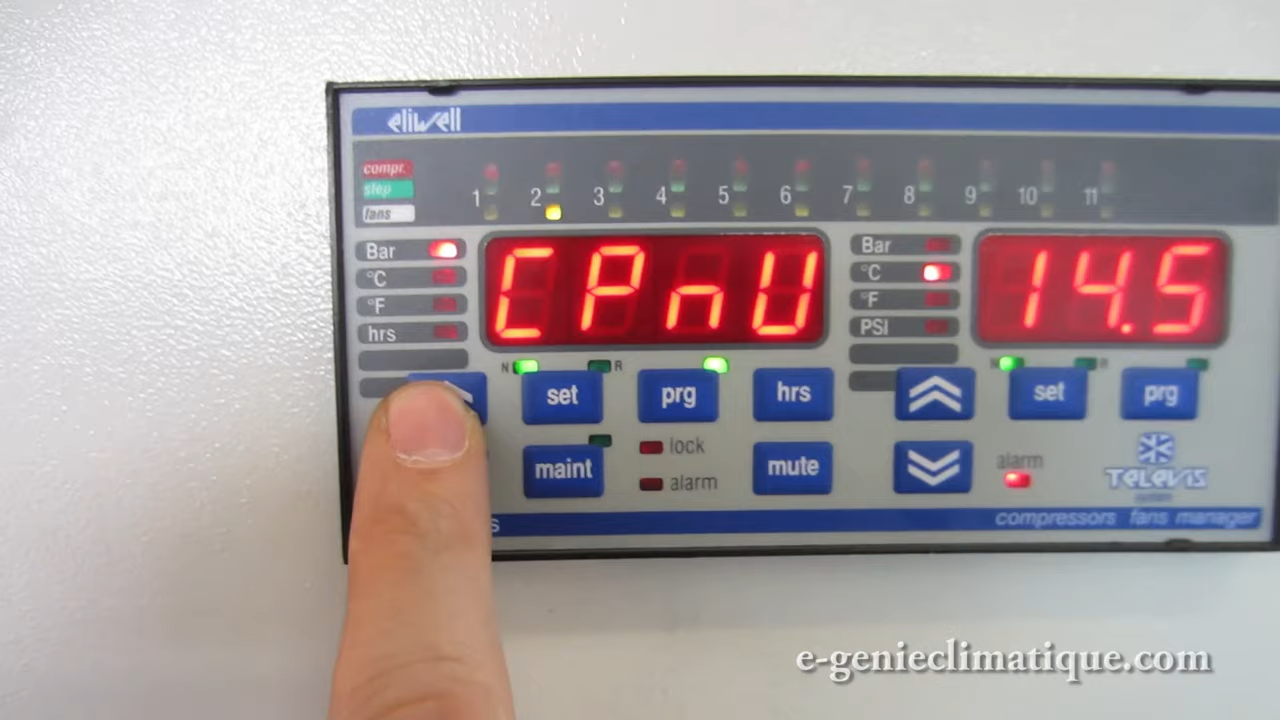 eliwell
compr.
step
fans
1 2 3 4 5 6 7 8 9 10 11
Bar
°C
°F
hrs
CPnU
Bar
°C
°F
PSI
14.5
N R
set prg hrs
N R
set prg
maint
lock
alarm
mute
alarm
TELEVIS
system
s
compressors fans manager
e-genieclimatique.com